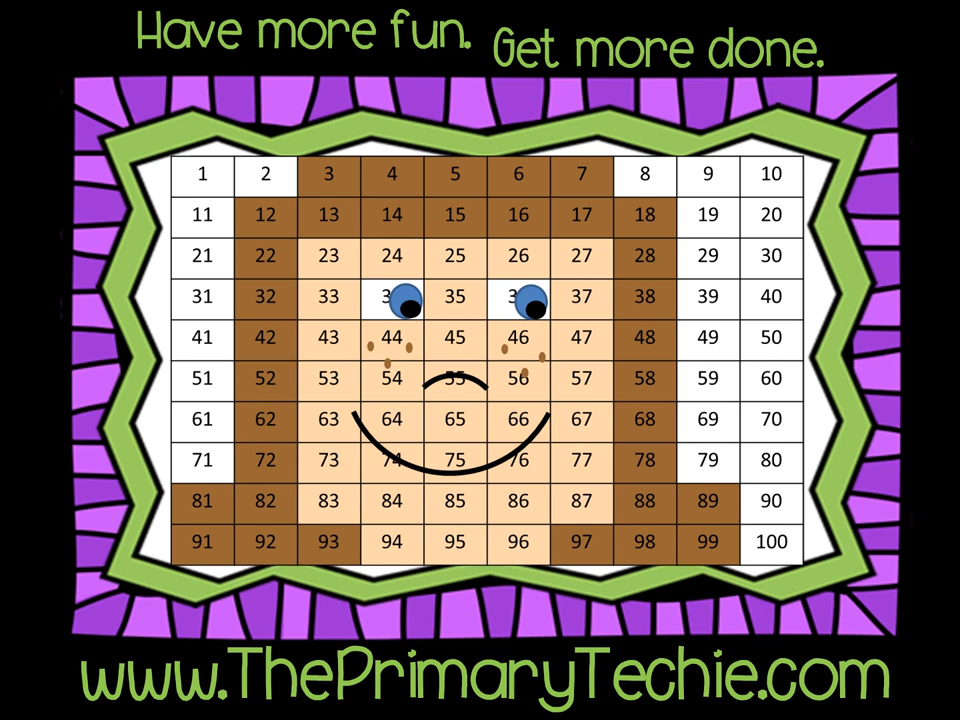 Have more fun. Get more done.
1 2 3 4 5 6 7 8 9 10
11 12 13 14 15 16 17 18 19 20
21 22 23 24 25 26 27 28 29 30
31 32 33 35 37 38 39 40
41 42 43 44 45 46 47 48 49 50
51 52 53 54 55 56 57 58 59 60
61 62 63 64 65 66 67 68 69 70
71 72 73 74 75 76 77 78 79 80
81 82 83 84 85 86 87 88 89 90
91 92 93 94 95 96 97 98 99 100
www.ThePrimaryTechie.com